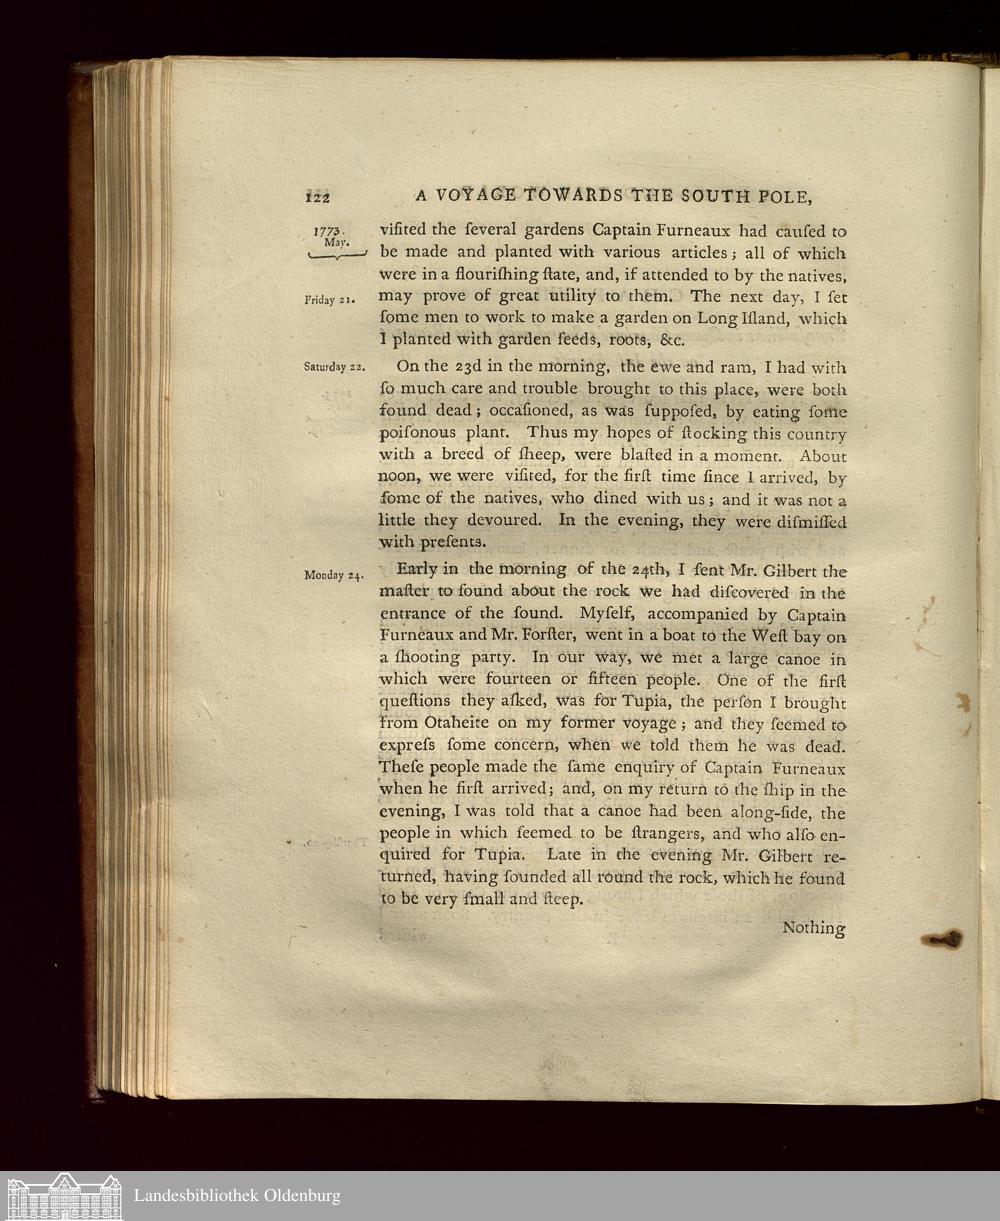 122 A VOYAGE TOWARDS THE SOUTH POLE,
1773.
May.
viſited the ſeveral gardens Captain Furneaux had cauſed to
be made and planted with various articles; all of which
were in a flouriſhing ſtate, and, if attended to by the natives,
Friday 21.
may prove of great utility to them. The next day, I ſet
ſome men to work to make a garden on Long Iſland, which
I planted with garden ſeeds, roots, &c.
Saturday 22.
On the 23d in the morning, the ewe and ram, I had with
ſo much care and trouble brought to this place, were both
found dead; occaſioned, as was ſuppoſed, by eating ſome
poiſonous plant. Thus my hopes of ſtocking this country
with a breed of ſheep, were blaſted in a moment. About
noon, we were viſited, for the firſt time ſince I arrived, by
ſome of the natives, who dined with us; and it was not a
little they devoured. In the evening, they were diſmiſſed
with preſents.
Monday 24.
Early in the morning of the 24th, I ſent Mr. Gilbert the
maſter to ſound about the rock we had diſcovered in the
entrance of the ſound. Myſelf, accompanied by Captain
Furneaux and Mr. Forſter, went in a boat to the Weſt bay on
a ſhooting party. In our way, we met a large canoe in
which were fourteen or fifteen people. One of the firſt
queſtions they aſked, was for Tupia, the perſon I brought
from Otaheite on my former voyage; and they ſeemed to
expreſs ſome concern, when we told them he was dead.
Theſe people made the ſame enquiry of Captain Furneaux
when he firſt arrived; and, on my return to the ſhip in the
evening, I was told that a canoe had been along-ſide, the
people in which ſeemed to be ſtrangers, and who alſo en-
quired for Tupia. Late in the evening Mr. Gilbert re-
turned, having ſounded all round the rock, which he found
to be very ſmall and ſteep.
Nothing
Landesbibliothek Oldenburg